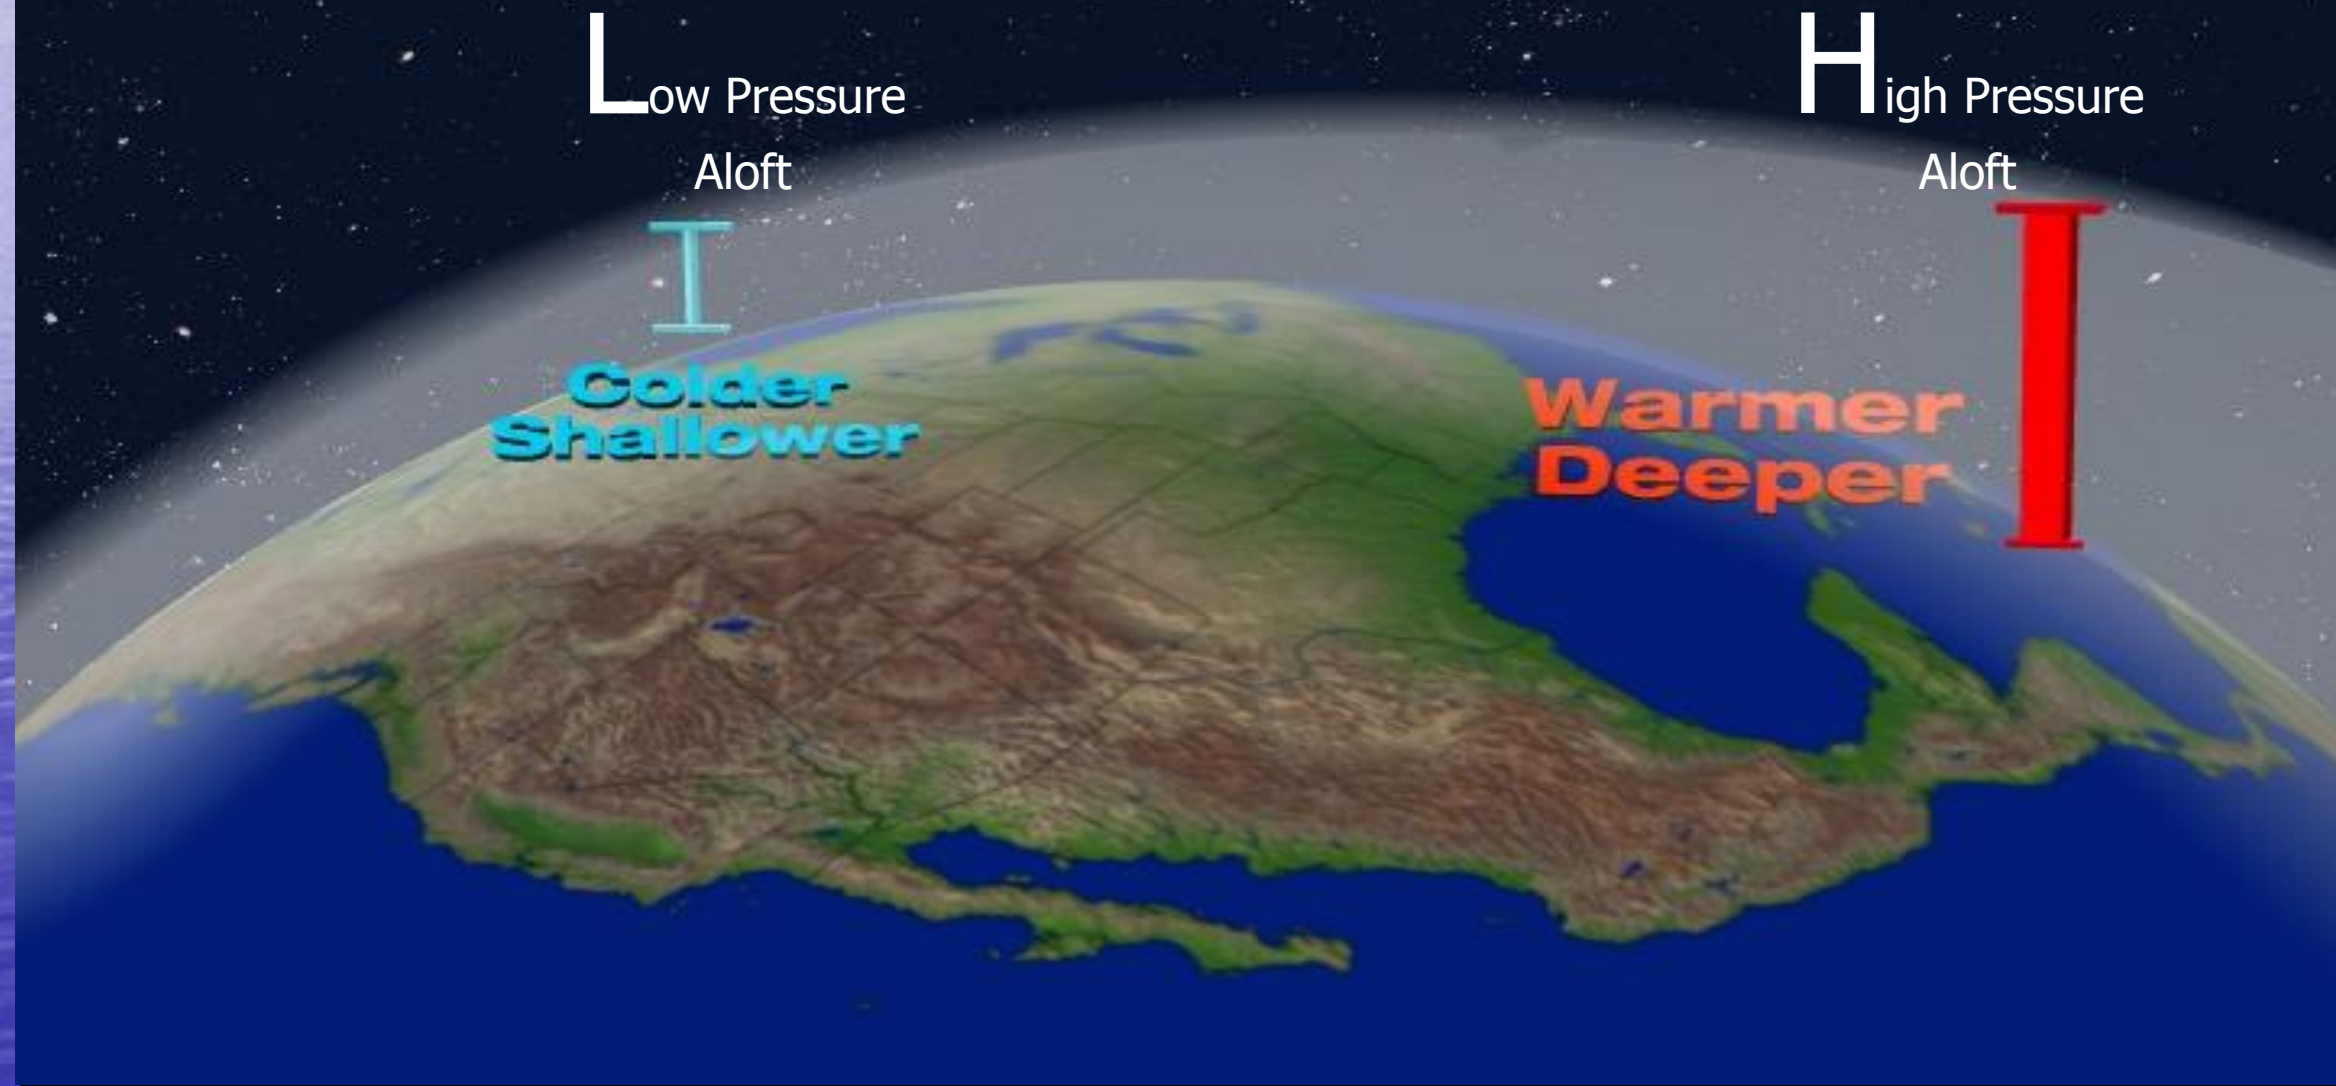 Low Pressure
Aloft
High Pressure
Aloft
Colder
Shallower
Warmer
Deeper